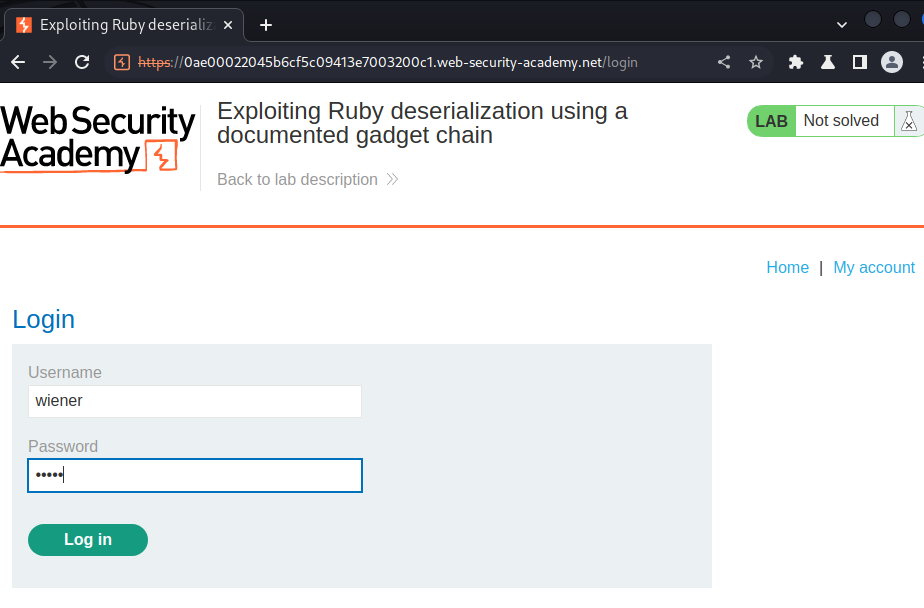 Exploiting Ruby deserializ
https://0ae00022045b6cf5c09413e7003200c1.web-security-academy.net/login
Web Security
Academy
Exploiting Ruby deserialization using a
documented gadget chain
Back to lab description
LAB Not solved
Home | My account
Login
Username
wiener
Password
•••••
Log in